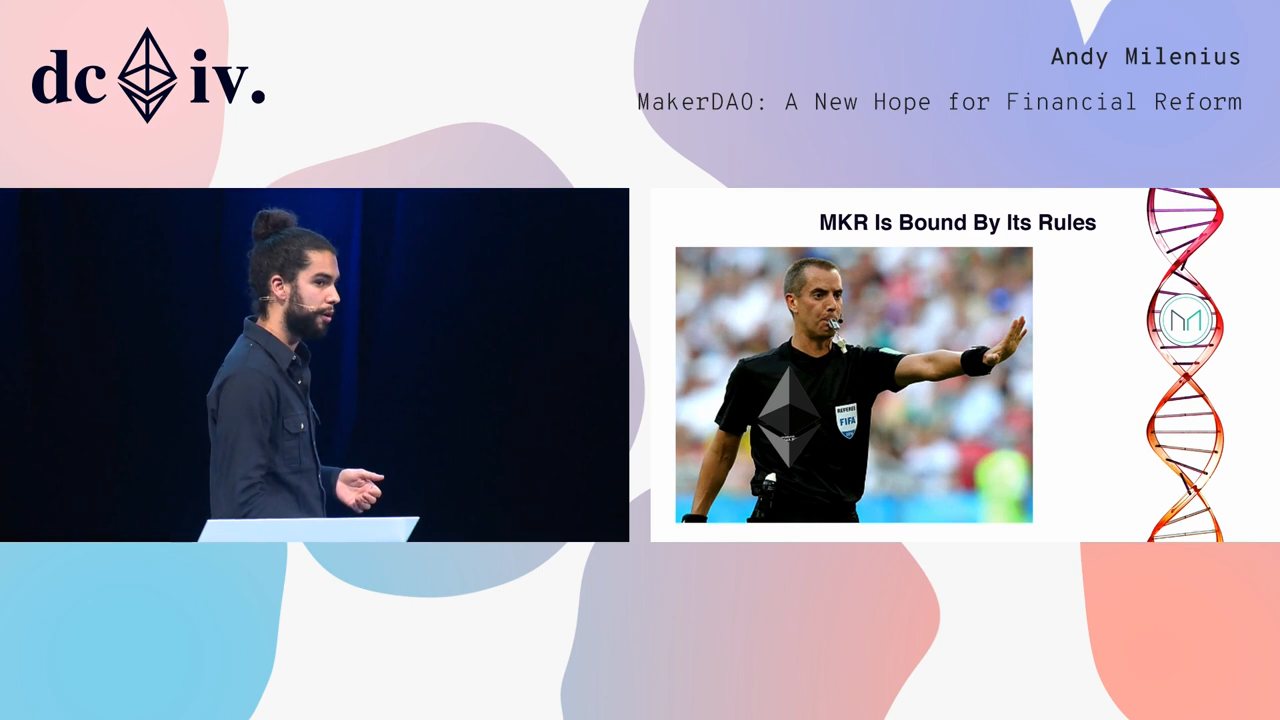 dc iv.
Andy Milenius
MakerDAO: A New Hope for Financial Reform
MKR Is Bound By Its Rules
REFEREE
FIFA